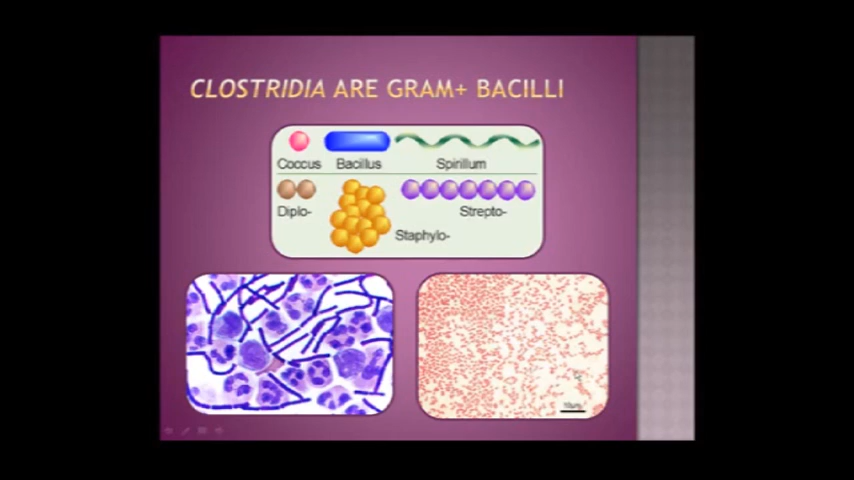 CLOSTRIDIA ARE GRAM+ BACILLI
Coccus Bacillus Spirillum
Diplo- Strepto-
Staphylo-